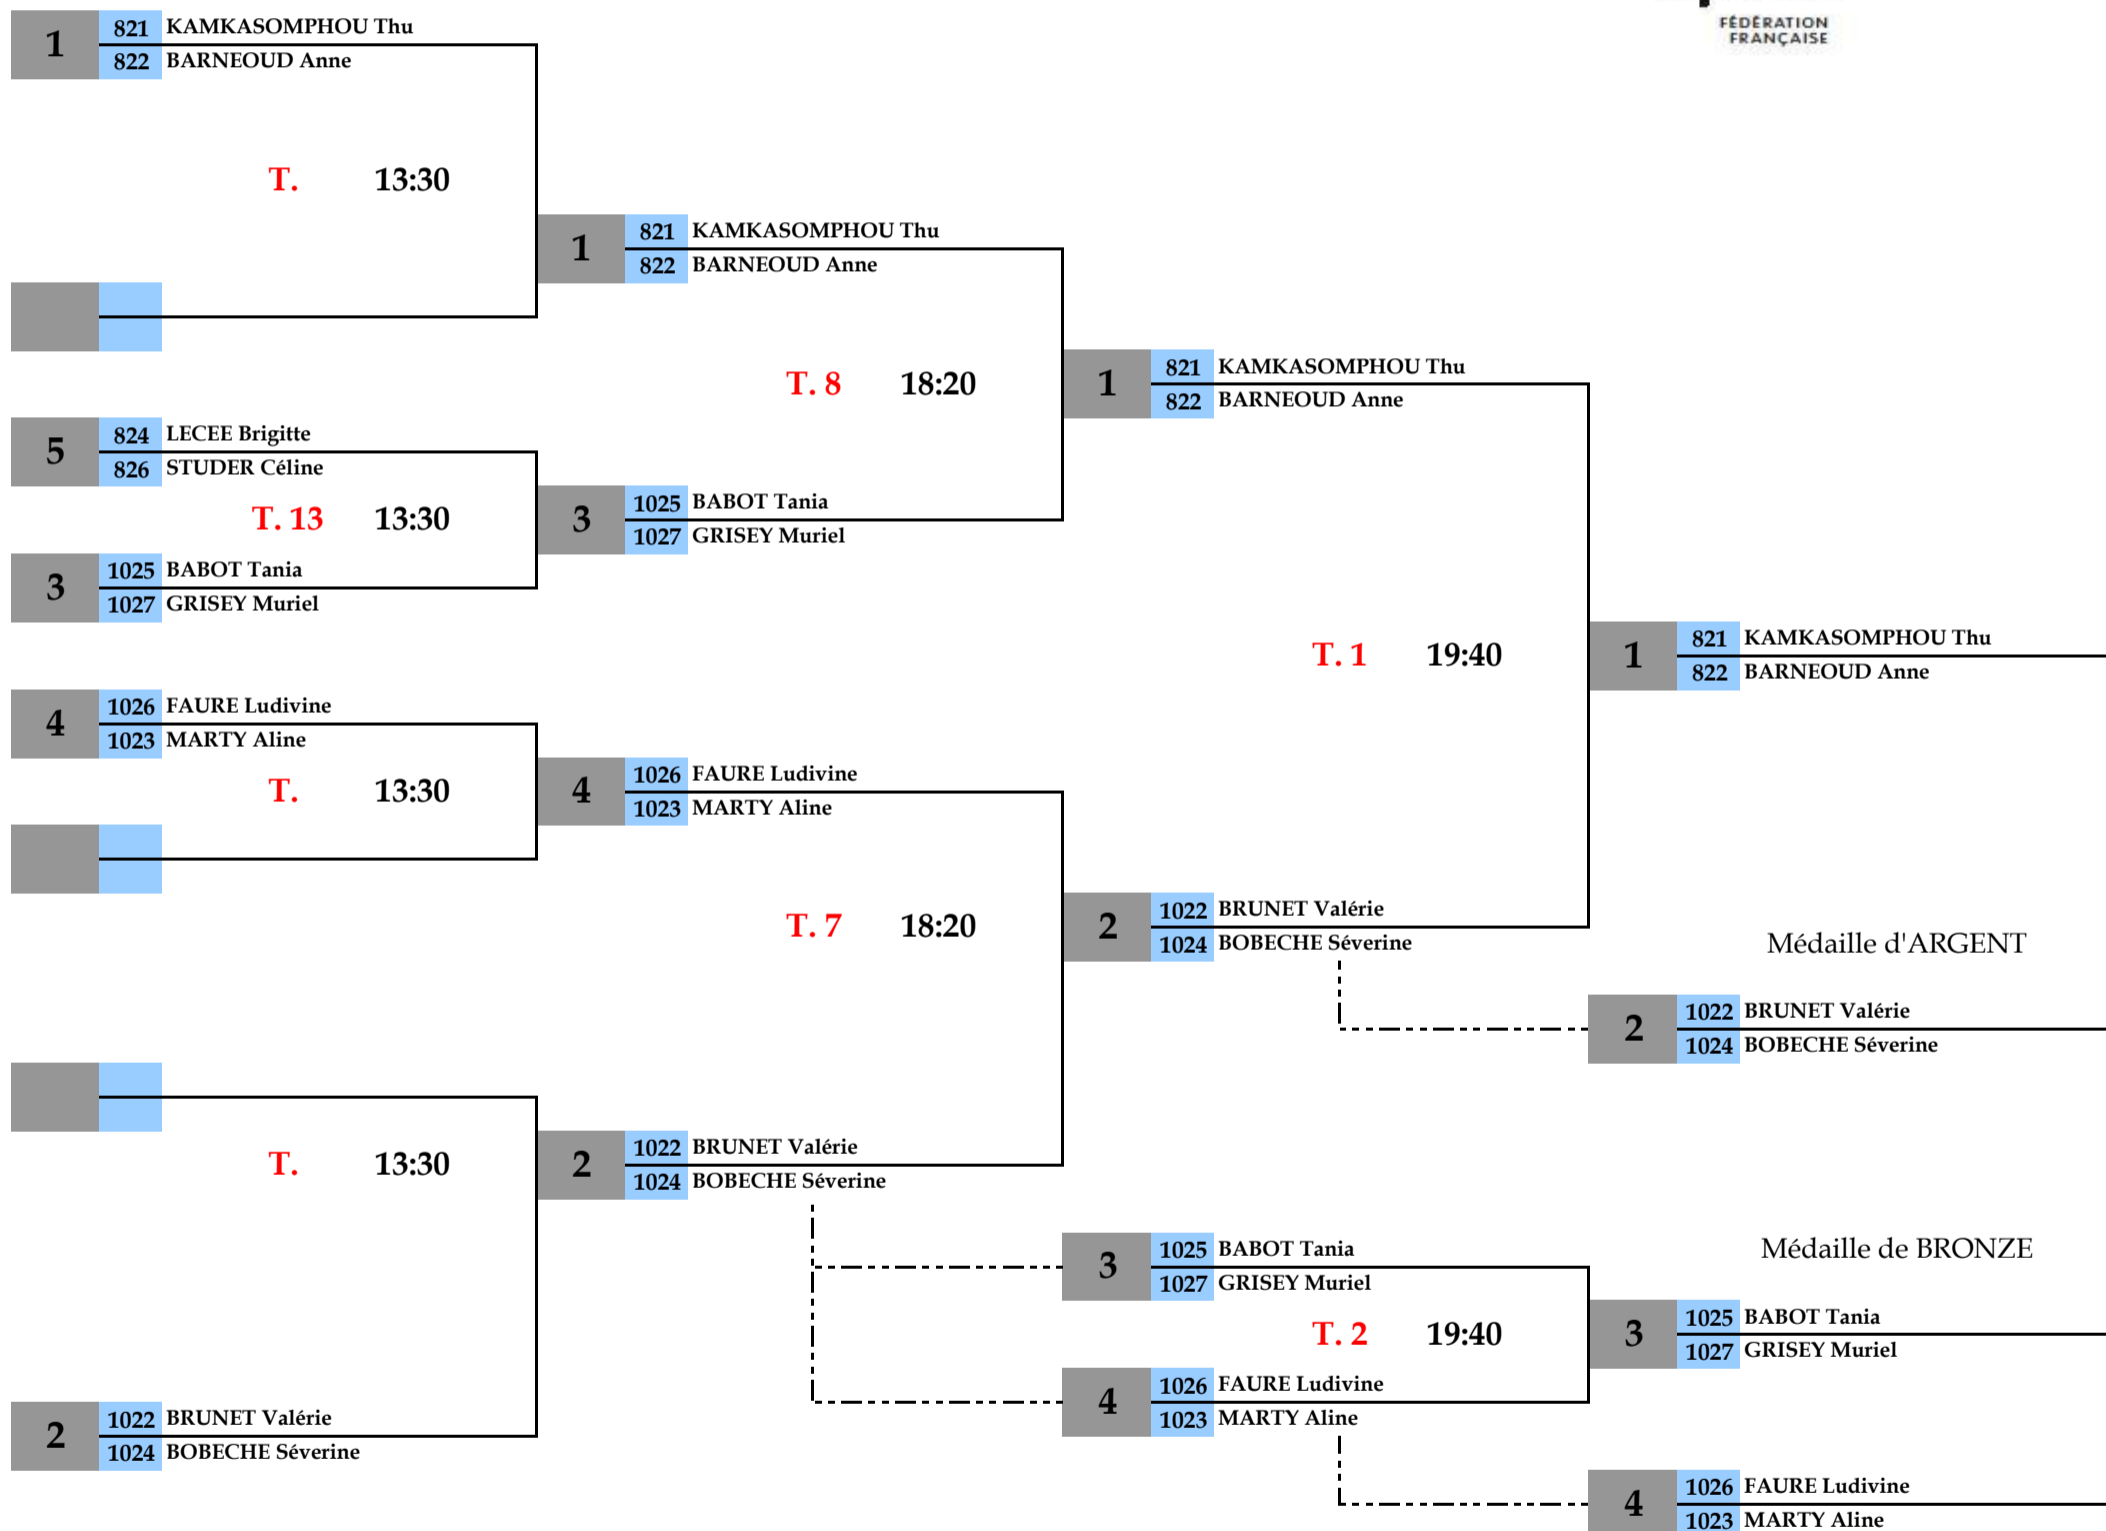 FÉDÉRATION
FRANÇAISE
1
821 KAMKASOMPHOU Thu
822 BARNEOUD Anne
T. 13:30
5
824 LECEE Brigitte
826 STUDER Céline
T. 13 13:30
3
1025 BABOT Tania
1027 GRISEY Muriel
4
1026 FAURE Ludivine
1023 MARTY Aline
T. 13:30
T. 13:30
2
1022 BRUNET Valérie
1024 BOBECHE Séverine
1
821 KAMKASOMPHOU Thu
822 BARNEOUD Anne
T. 8 18:20
3
1025 BABOT Tania
1027 GRISEY Muriel
4
1026 FAURE Ludivine
1023 MARTY Aline
T. 7 18:20
2
1022 BRUNET Valérie
1024 BOBECHE Séverine
1
821 KAMKASOMPHOU Thu
822 BARNEOUD Anne
T. 1 19:40
2
1022 BRUNET Valérie
1024 BOBECHE Séverine
3
1025 BABOT Tania
1027 GRISEY Muriel
T. 2 19:40
4
1026 FAURE Ludivine
1023 MARTY Aline
1
821 KAMKASOMPHOU Thu
822 BARNEOUD Anne
Médaille d'ARGENT
2
1022 BRUNET Valérie
1024 BOBECHE Séverine
Médaille de BRONZE
3
1025 BABOT Tania
1027 GRISEY Muriel
4
1026 FAURE Ludivine
1023 MARTY Aline